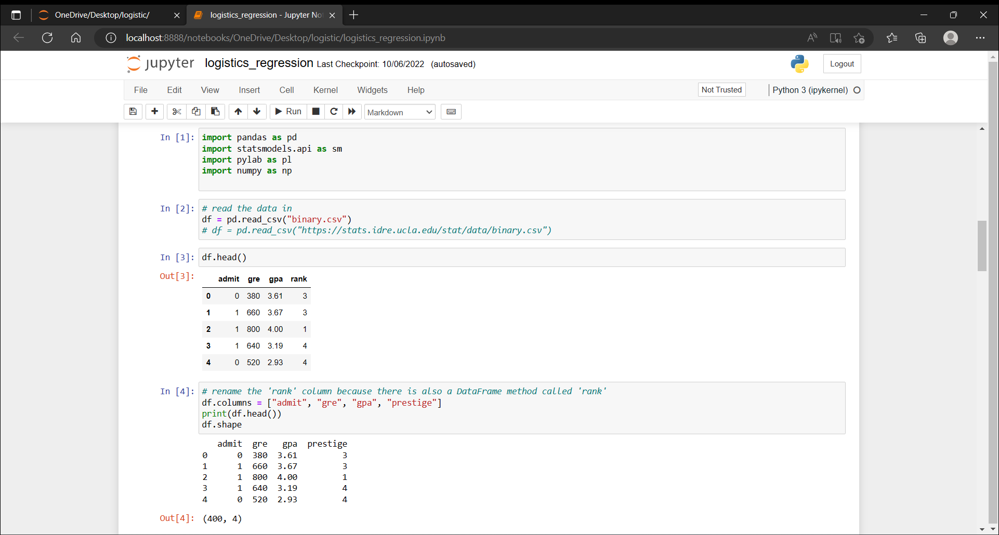 OneDrive/Desktop/logistic/
logistics_regression - Jupyter No
localhost:8888/notebooks/OneDrive/Desktop/logistic/logistics_regression.ipynb
jupyter logistics_regression Last Checkpoint: 10/06/2022 (autosaved)
Logout
File Edit View Insert Cell Kernel Widgets Help
Not Trusted
Python 3 (ipykernel)
Run
Markdown
In [1]: import pandas as pd
import statsmodels.api as sm
import pylab as pl
import numpy as np
In [2]: # read the data in
df = pd.read_csv("binary.csv")
# df = pd.read_csv("https://stats.idre.ucla.edu/stat/data/binary.csv")
In [3]: df.head()
Out[3]:
admit gre gpa rank
0 0 380 3.61 3
1 1 660 3.67 3
2 1 800 4.00 1
3 1 640 3.19 4
4 0 520 2.93 4
In [4]: # rename the 'rank' column because there is also a DataFrame method called 'rank'
df.columns = ["admit", "gre", "gpa", "prestige"]
print(df.head())
df.shape
admit gre gpa prestige
0 0 380 3.61 3
1 1 660 3.67 3
2 1 800 4.00 1
3 1 640 3.19 4
4 0 520 2.93 4
Out[4]: (400, 4)